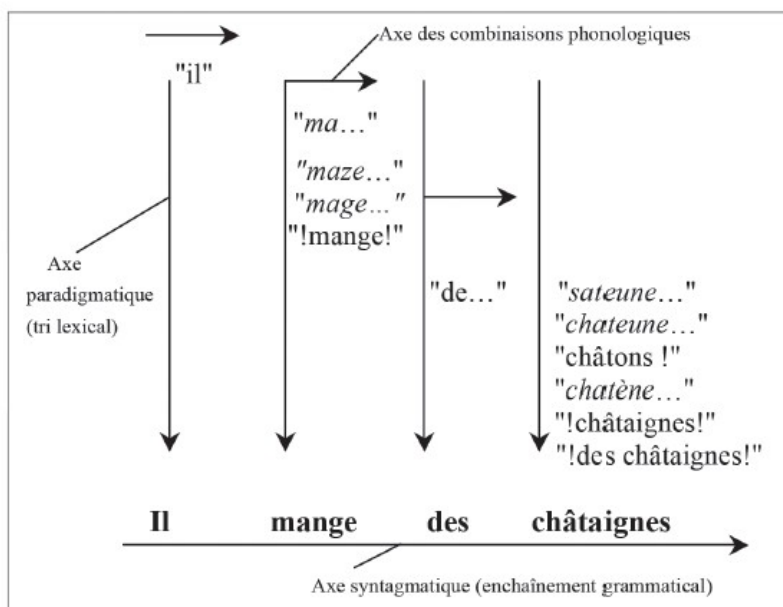 Axe des combinaisons phonologiques
"il"
"ma…"
"maze…"
"mage…"
"!mange!"
Axe
paradigmatique
(tri lexical)
"de…"
"sateune…"
"chateune…"
"châtons !"
"chatène…"
"!châtaignes!"
"!des châtaignes!"
Il mange des châtaignes
Axe syntagmatique (enchaînement grammatical)